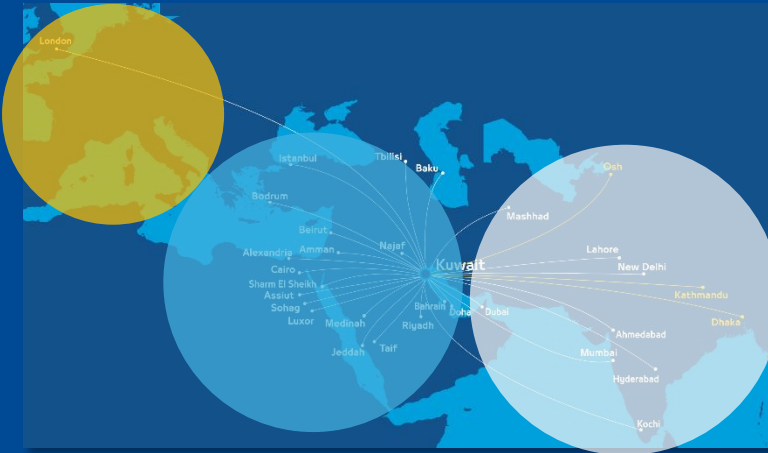 London
Istanbul
Tbilisi
Baku
Osh
Bodrum
Mashhad
Beirut
Alexandria
Amman
Najaf
Lahore
Kuwait
New Delhi
Cairo
Sharm El Sheikh
Assiut
Kathmandu
Sohag
Bahrain
Doha
Dubai
Luxor
Medinah
Riyadh
Dhaka
Ahmedabad
Jeddah
Taif
Mumbai
Hyderabad
Kochi